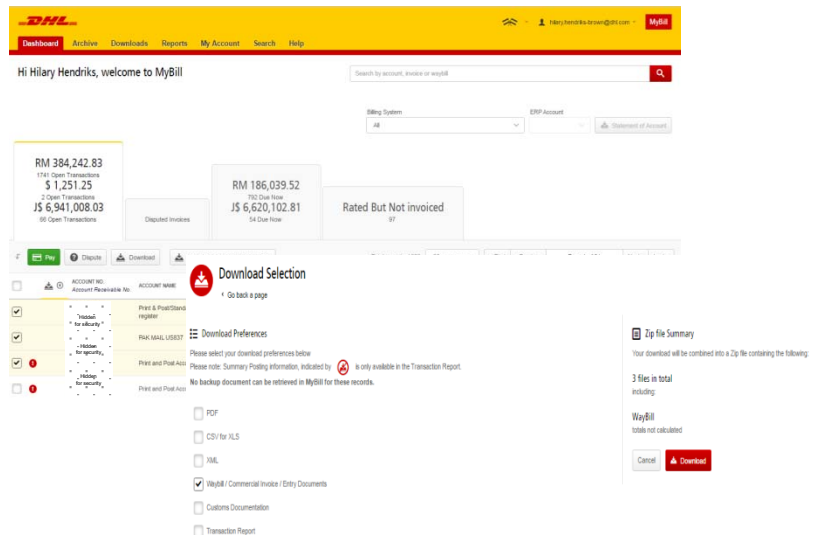 DHL
hilary.hendriks-brown@dhl.com MyBill
Dashboard Archive Downloads Reports My Account Search Help
Hi Hilary Hendriks, welcome to MyBill
Search by account, invoice or waybill
Billing System ERP Account
All Statement of Account
RM 384,242.83
1741 Open Transactions
$ 1,251.25
2 Open Transactions
J$ 6,941,008.03
66 Open Transactions
Disputed Invoices
RM 186,039.52
792 Due Now
J$ 6,620,102.81
54 Due Now
Rated But Not invoiced
97
Pay Dispute Download
ACCOUNT NO. ACCOUNT NAME
Account Receivable No.
Hidden
Print & Post/Stand
register
Hidden
for security
PAK MAIL US637
Hidden
for security
Print and Post Acc
Hidden
for security
Print and Post Acc
Download Selection
Go back a page
Download Preferences
Please select your download preferences below
Please note: Summary Posting information, indicated by is only available in the Transaction Report.
No backup document can be retrieved in MyBill for these records.
PDF
CSV for XLS
XML
Waybill / Commercial Invoice / Entry Documents
Customs Documentation
Transaction Report
Zip file Summary
Your download will be combined into a Zip file containing the following:
3 files in total
including:
WayBill
totals not calculated
Cancel Download